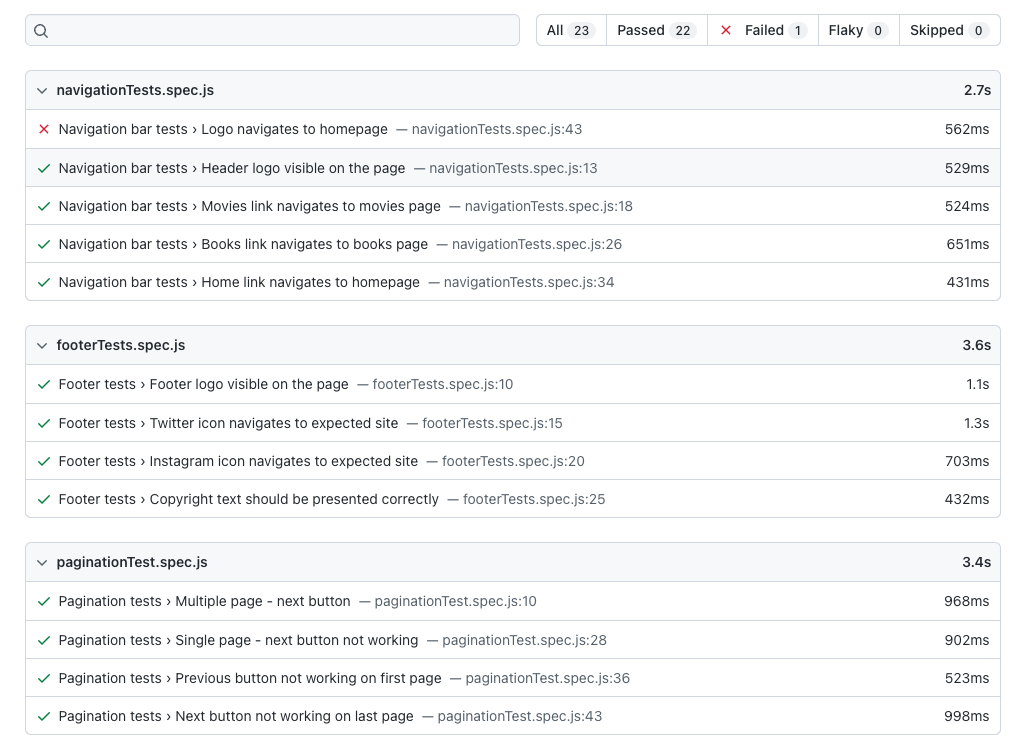 All 23 Passed 22 Failed 1 Flaky 0 Skipped 0
navigationTests.spec.js 2.7s
Navigation bar tests › Logo navigates to homepage — navigationTests.spec.js:43 562ms
Navigation bar tests › Header logo visible on the page — navigationTests.spec.js:13 529ms
Navigation bar tests › Movies link navigates to movies page — navigationTests.spec.js:18 524ms
Navigation bar tests › Books link navigates to books page — navigationTests.spec.js:26 651ms
Navigation bar tests › Home link navigates to homepage — navigationTests.spec.js:34 431ms
footerTests.spec.js 3.6s
Footer tests › Footer logo visible on the page — footerTests.spec.js:10 1.1s
Footer tests › Twitter icon navigates to expected site — footerTests.spec.js:15 1.3s
Footer tests › Instagram icon navigates to expected site — footerTests.spec.js:20 703ms
Footer tests › Copyright text should be presented correctly — footerTests.spec.js:25 432ms
paginationTest.spec.js 3.4s
Pagination tests › Multiple page - next button — paginationTest.spec.js:10 968ms
Pagination tests › Single page - next button not working — paginationTest.spec.js:28 902ms
Pagination tests › Previous button not working on first page — paginationTest.spec.js:36 523ms
Pagination tests › Next button not working on last page — paginationTest.spec.js:43 998ms